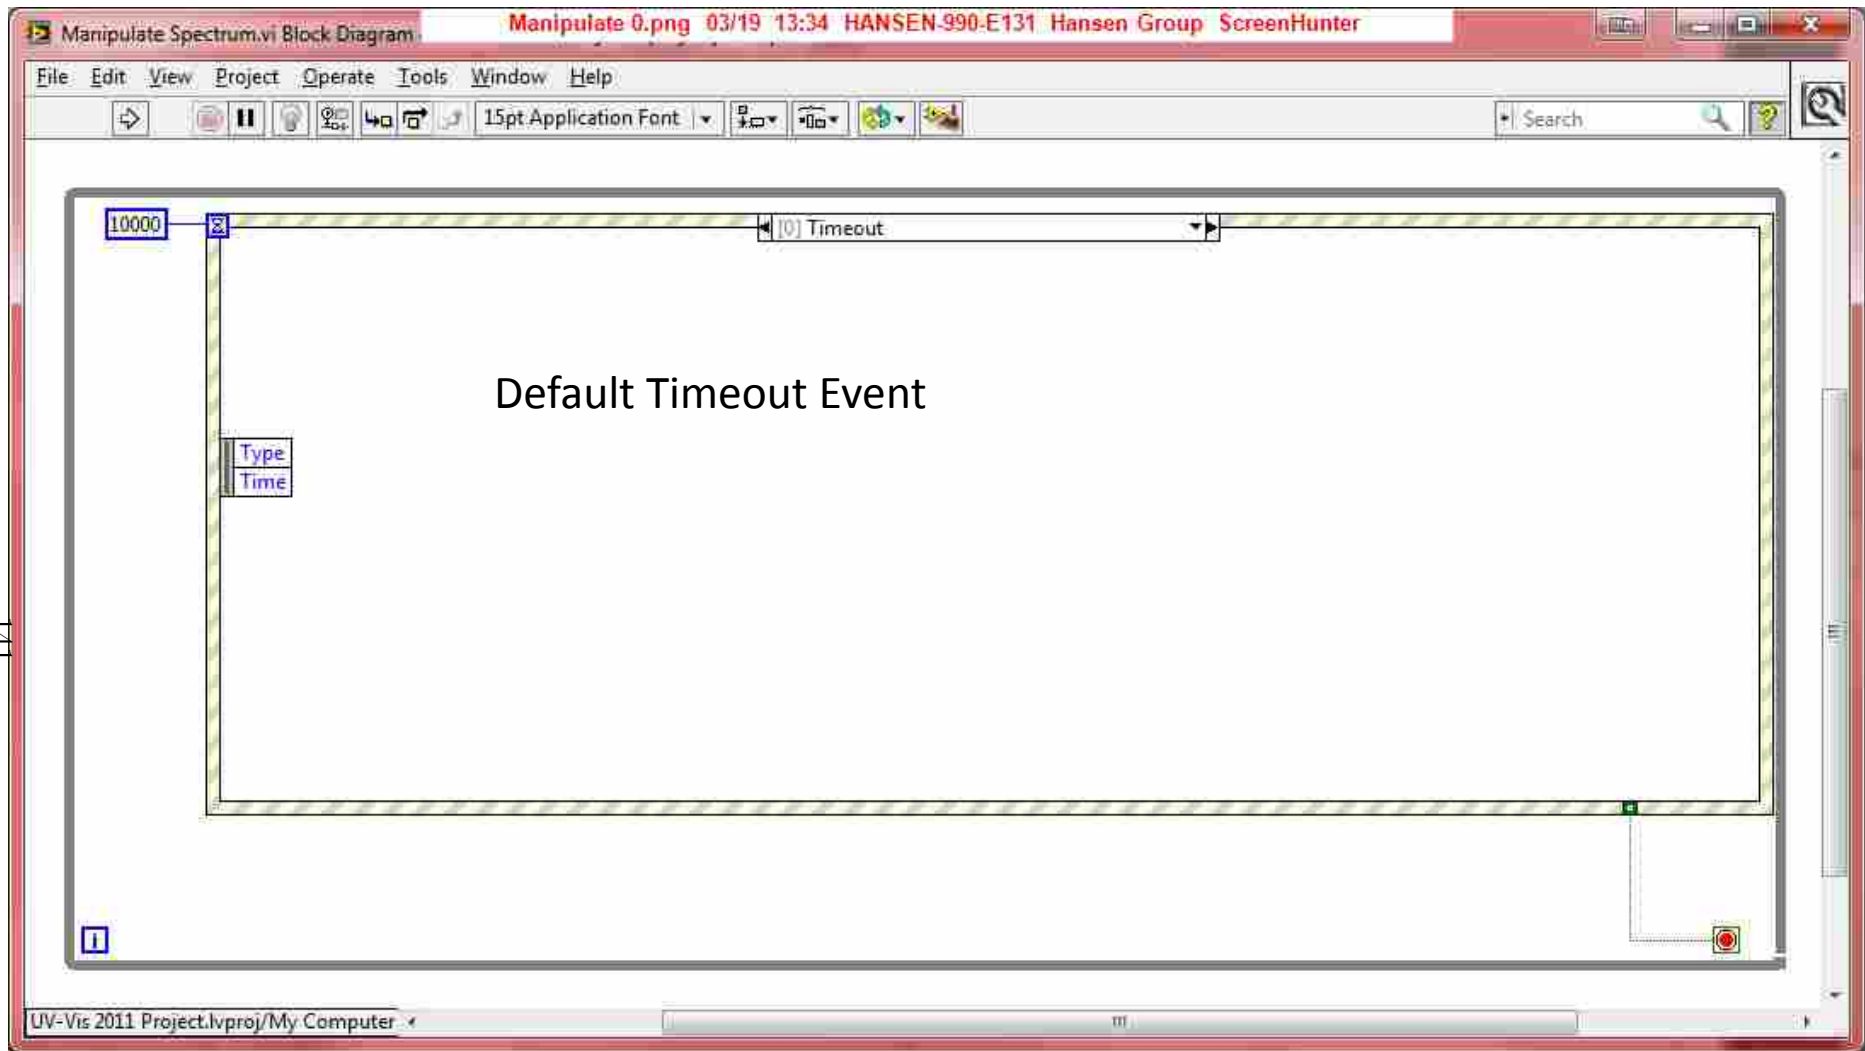 Manipulate Spectrum.vi Block Diagram
Manipulate 0.png 03/19 13:34 HANSEN-990-E131 Hansen Group ScreenHunter
File Edit View Project Operate Tools Window Help
15pt Application Font
Search
10000
[0] Timeout
Default Timeout Event
Type
Time
i
UV-Vis 2011 Project.lvproj/My Computer